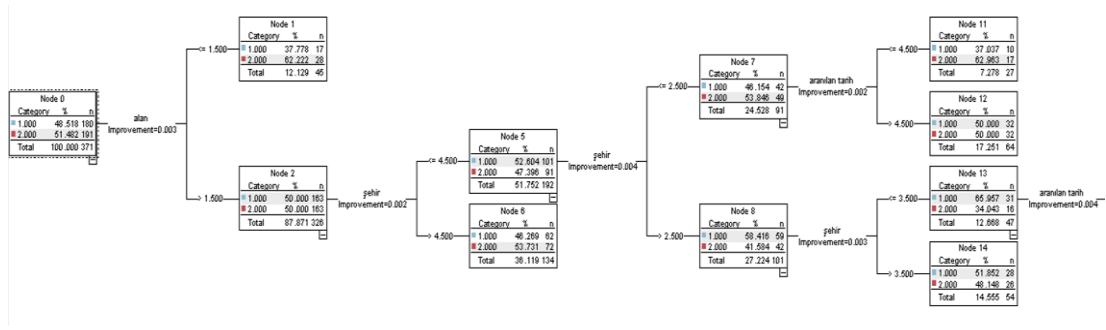 Node 0
Category % n
1.000 48.518 180
2.000 51.482 191
Total 100.000 371
alan
Improvement=0.003
<= 1.500
Node 1
Category % n
1.000 37.778 17
2.000 62.222 28
Total 12.129 45
> 1.500
Node 2
Category % n
1.000 50.000 163
2.000 50.000 163
Total 87.871 326
şehir
Improvement=0.002
<= 4.500
Node 5
Category % n
1.000 52.604 101
2.000 47.396 91
Total 51.752 192
> 4.500
Node 6
Category % n
1.000 46.269 62
2.000 53.731 72
Total 36.119 134
şehir
Improvement=0.004
<= 2.500
Node 7
Category % n
1.000 46.154 42
2.000 53.846 49
Total 24.528 91
> 2.500
Node 8
Category % n
1.000 58.416 59
2.000 41.584 42
Total 27.224 101
aranılan tarih
Improvement=0.002
<= 4.500
Node 11
Category % n
1.000 37.037 10
2.000 62.963 17
Total 7.278 27
> 4.500
Node 12
Category % n
1.000 50.000 32
2.000 50.000 32
Total 17.251 64
şehir
Improvement=0.003
<= 3.500
Node 13
Category % n
1.000 65.957 31
2.000 34.043 16
Total 12.668 47
> 3.500
Node 14
Category % n
1.000 51.852 28
2.000 48.148 26
Total 14.555 54
aranılan tarih
Improvement=0.004